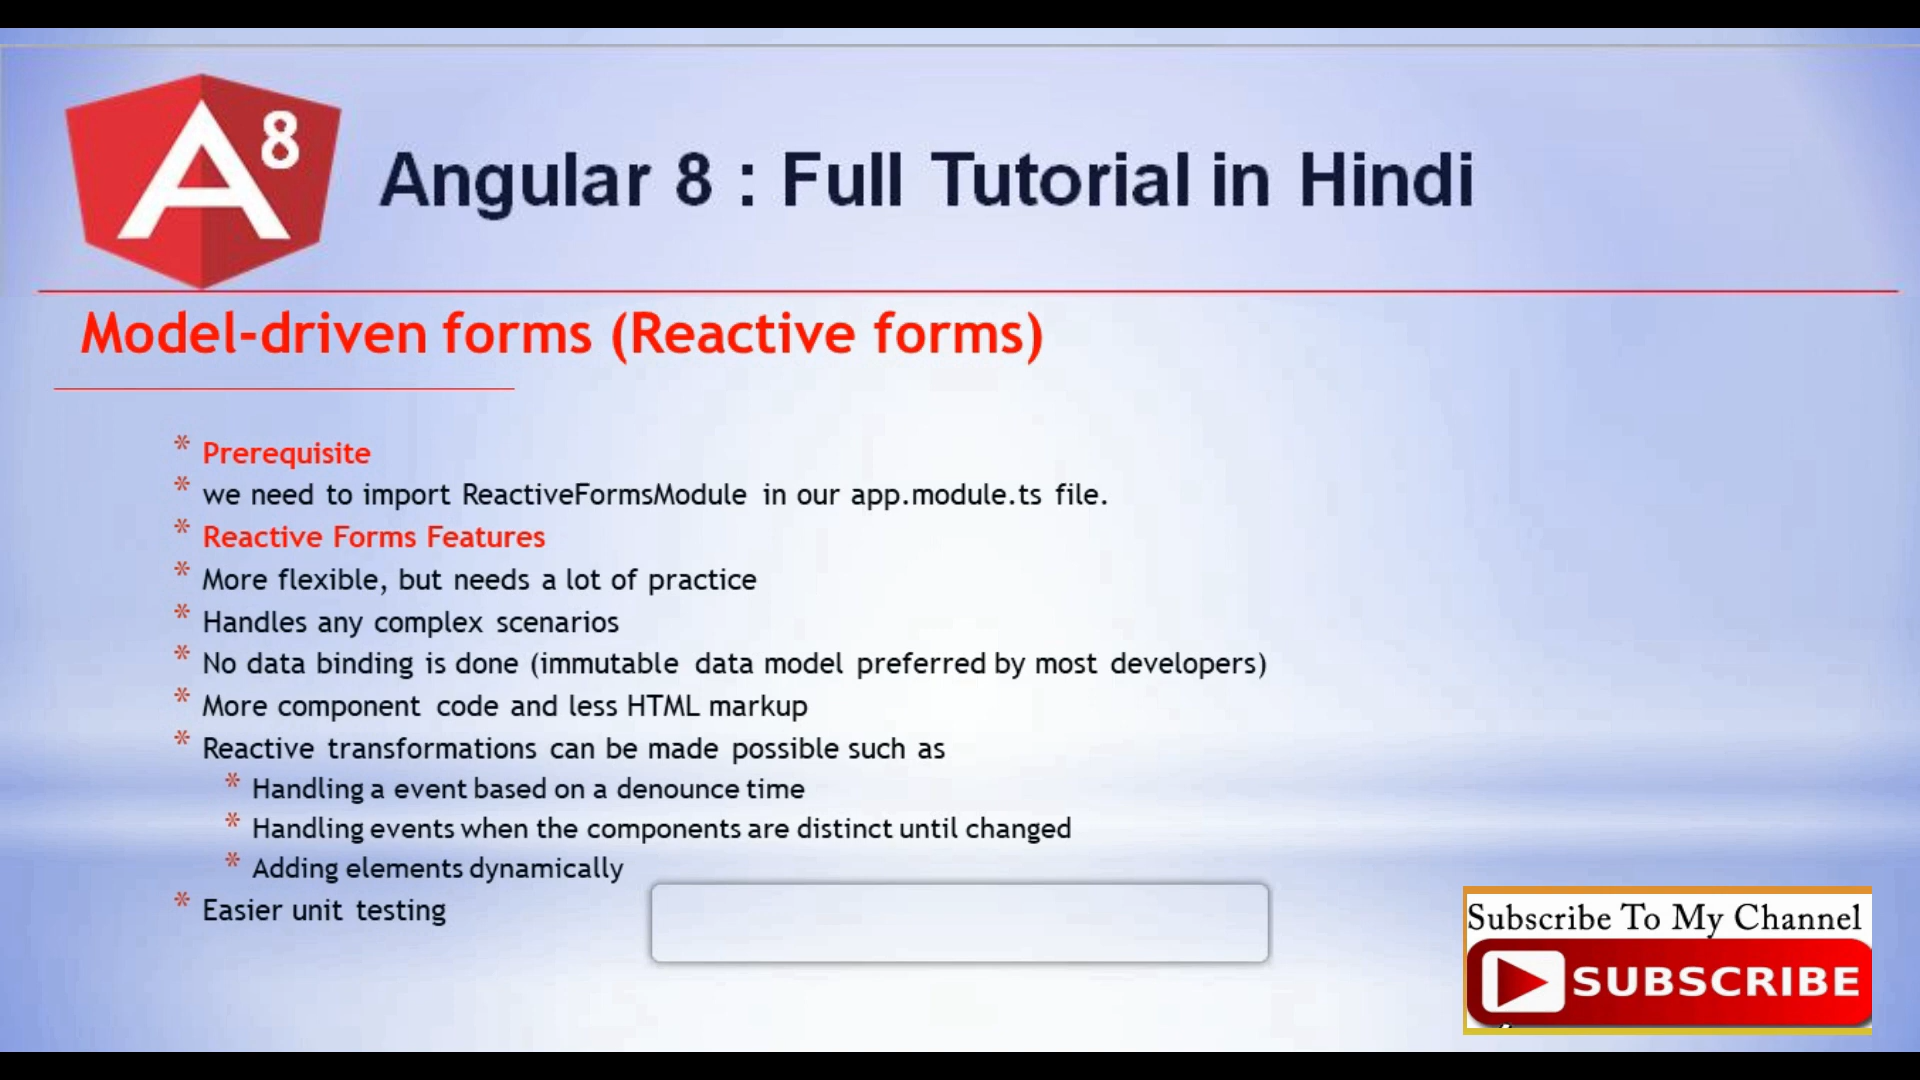 A8
Angular 8 : Full Tutorial in Hindi
Model-driven forms (Reactive forms)
* Prerequisite
* we need to import ReactiveFormsModule in our app.module.ts file.
* Reactive Forms Features
* More flexible, but needs a lot of practice
* Handles any complex scenarios
* No data binding is done (immutable data model preferred by most developers)
* More component code and less HTML markup
* Reactive transformations can be made possible such as
* Handling a event based on a denounce time
* Handling events when the components are distinct until changed
* Adding elements dynamically
* Easier unit testing
Subscribe To My Channel
SUBSCRIBE